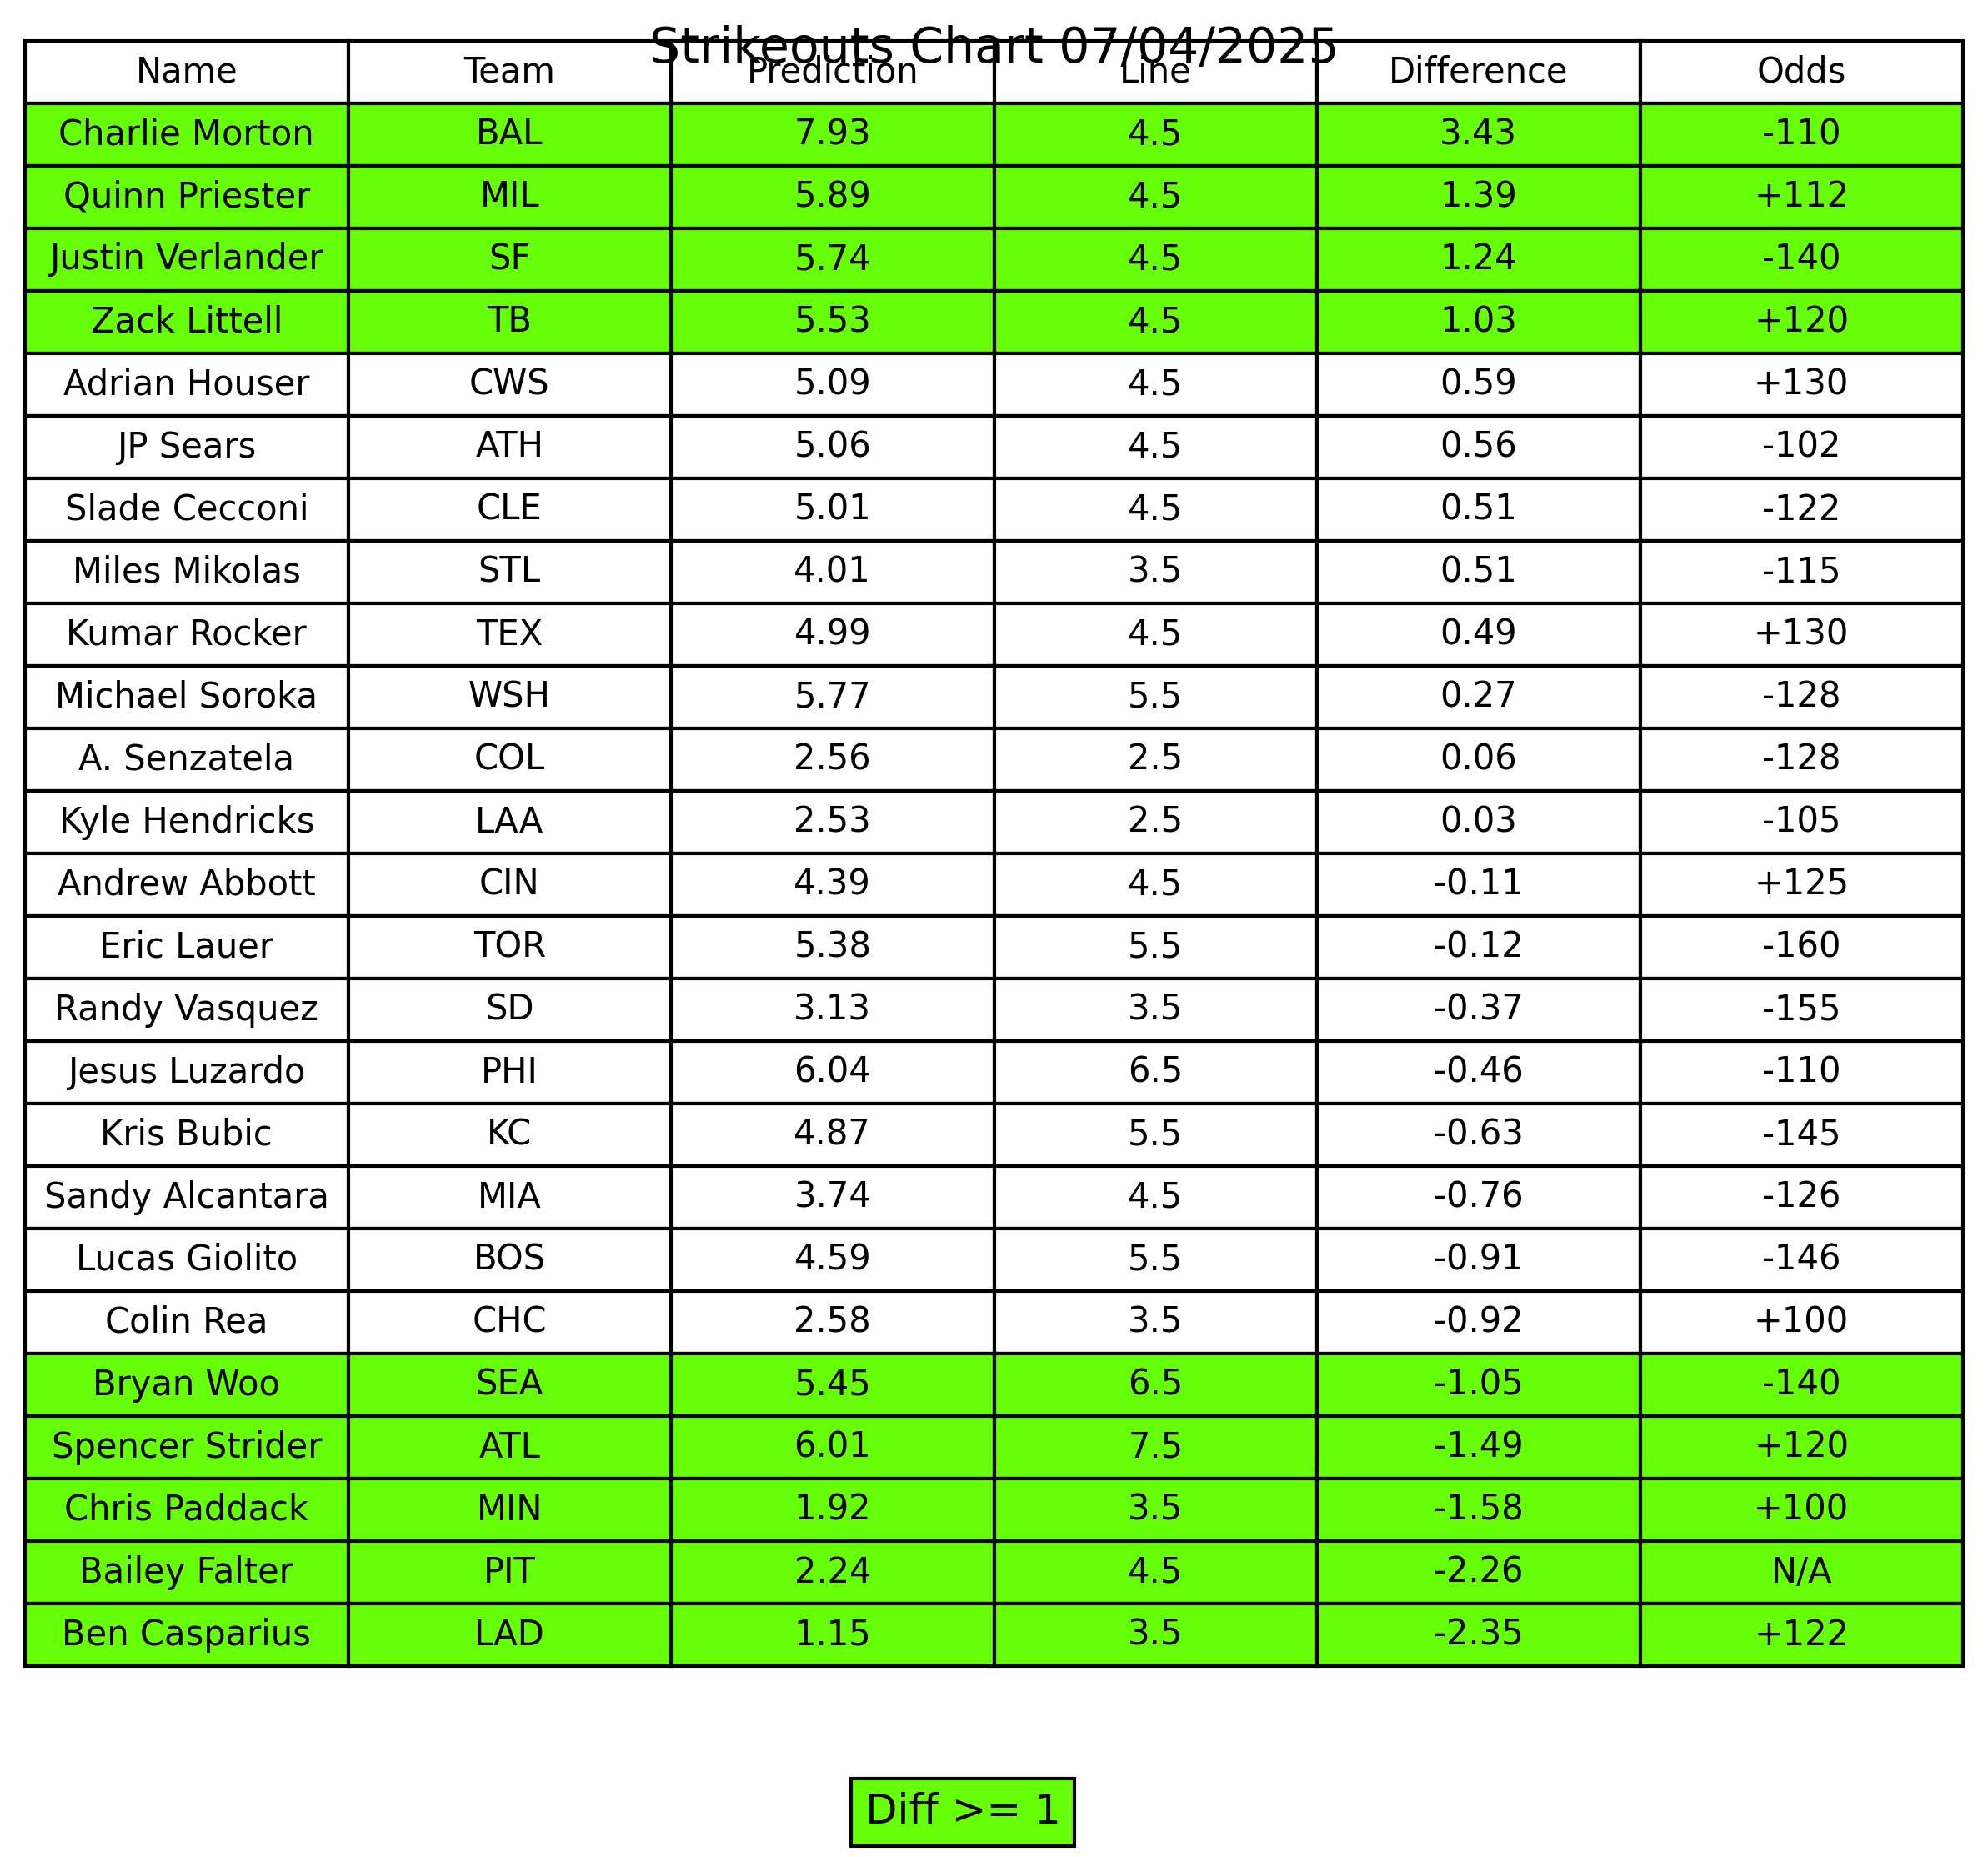 Strikeouts Chart 07/04/2025
Name Team Prediction Line Difference Odds
Charlie Morton BAL 7.93 4.5 3.43 -110
Quinn Priester MIL 5.89 4.5 1.39 +112
Justin Verlander SF 5.74 4.5 1.24 -140
Zack Littell TB 5.53 4.5 1.03 +120
Adrian Houser CWS 5.09 4.5 0.59 +130
JP Sears ATH 5.06 4.5 0.56 -102
Slade Cecconi CLE 5.01 4.5 0.51 -122
Miles Mikolas STL 4.01 3.5 0.51 -115
Kumar Rocker TEX 4.99 4.5 0.49 +130
Michael Soroka WSH 5.77 5.5 0.27 -128
A. Senzatela COL 2.56 2.5 0.06 -128
Kyle Hendricks LAA 2.53 2.5 0.03 -105
Andrew Abbott CIN 4.39 4.5 -0.11 +125
Eric Lauer TOR 5.38 5.5 -0.12 -160
Randy Vasquez SD 3.13 3.5 -0.37 -155
Jesus Luzardo PHI 6.04 6.5 -0.46 -110
Kris Bubic KC 4.87 5.5 -0.63 -145
Sandy Alcantara MIA 3.74 4.5 -0.76 -126
Lucas Giolito BOS 4.59 5.5 -0.91 -146
Colin Rea CHC 2.58 3.5 -0.92 +100
Bryan Woo SEA 5.45 6.5 -1.05 -140
Spencer Strider ATL 6.01 7.5 -1.49 +120
Chris Paddack MIN 1.92 3.5 -1.58 +100
Bailey Falter PIT 2.24 4.5 -2.26 N/A
Ben Casparius LAD 1.15 3.5 -2.35 +122
Diff >= 1